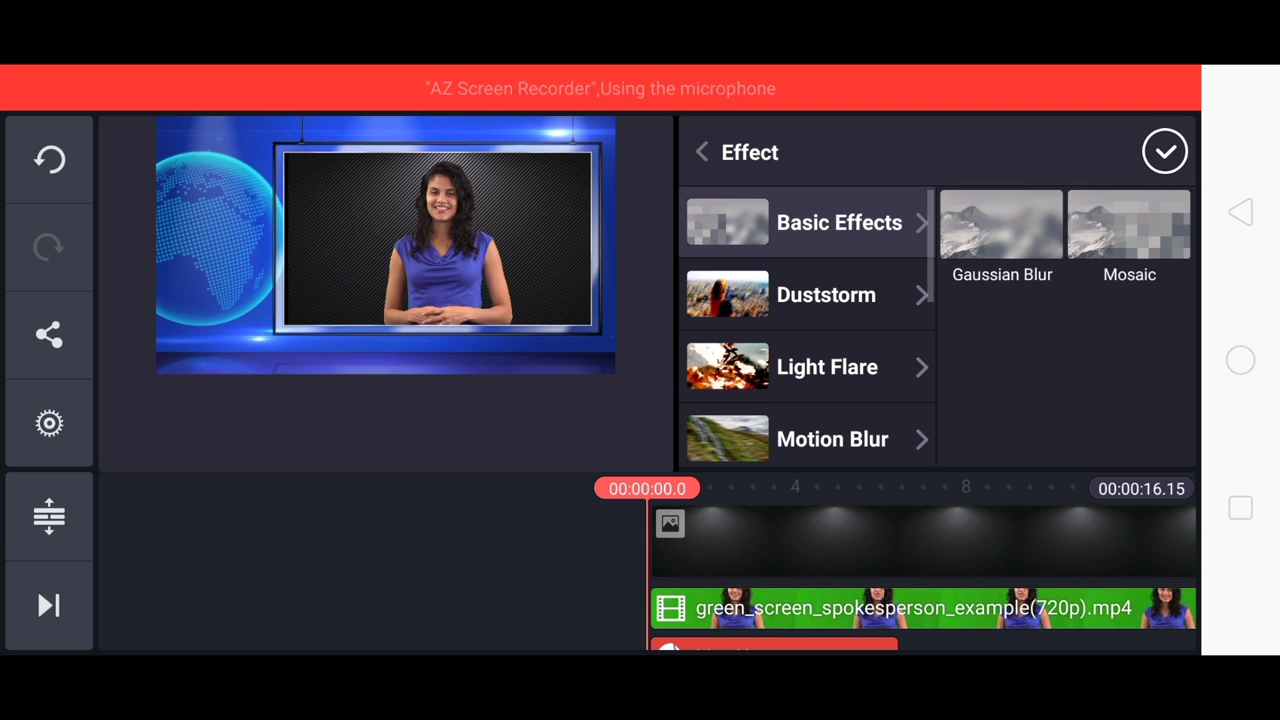 "AZ Screen Recorder",Using the microphone
Effect
Basic Effects
Gaussian Blur
Mosaic
Duststorm
Light Flare
Motion Blur
00:00:00.0
4
8
00:00:16.15
green_screen_spokesperson_example(720p).mp4